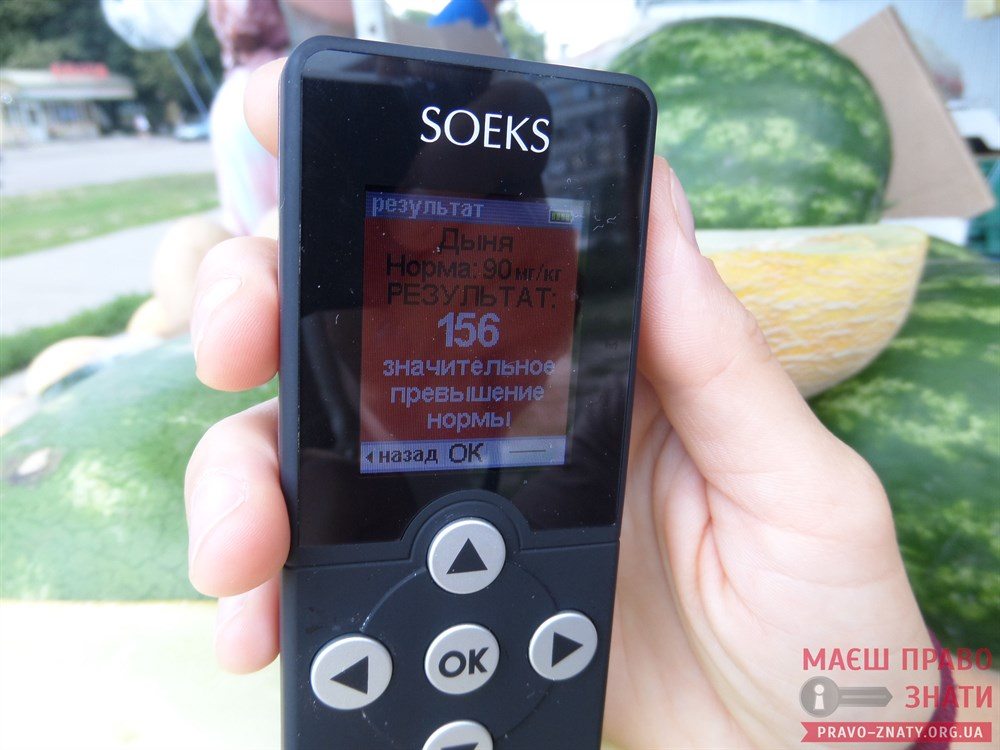 SOEKS
результат
Дыня
Норма: 90 мг/кг
РЕЗУЛЬТАТ:
156
значительное
превышение
нормы
назад OK
OK
МАЄШ ПРАВО
ЗНАТИ
PRAVO-ZNATY.ORG.UA